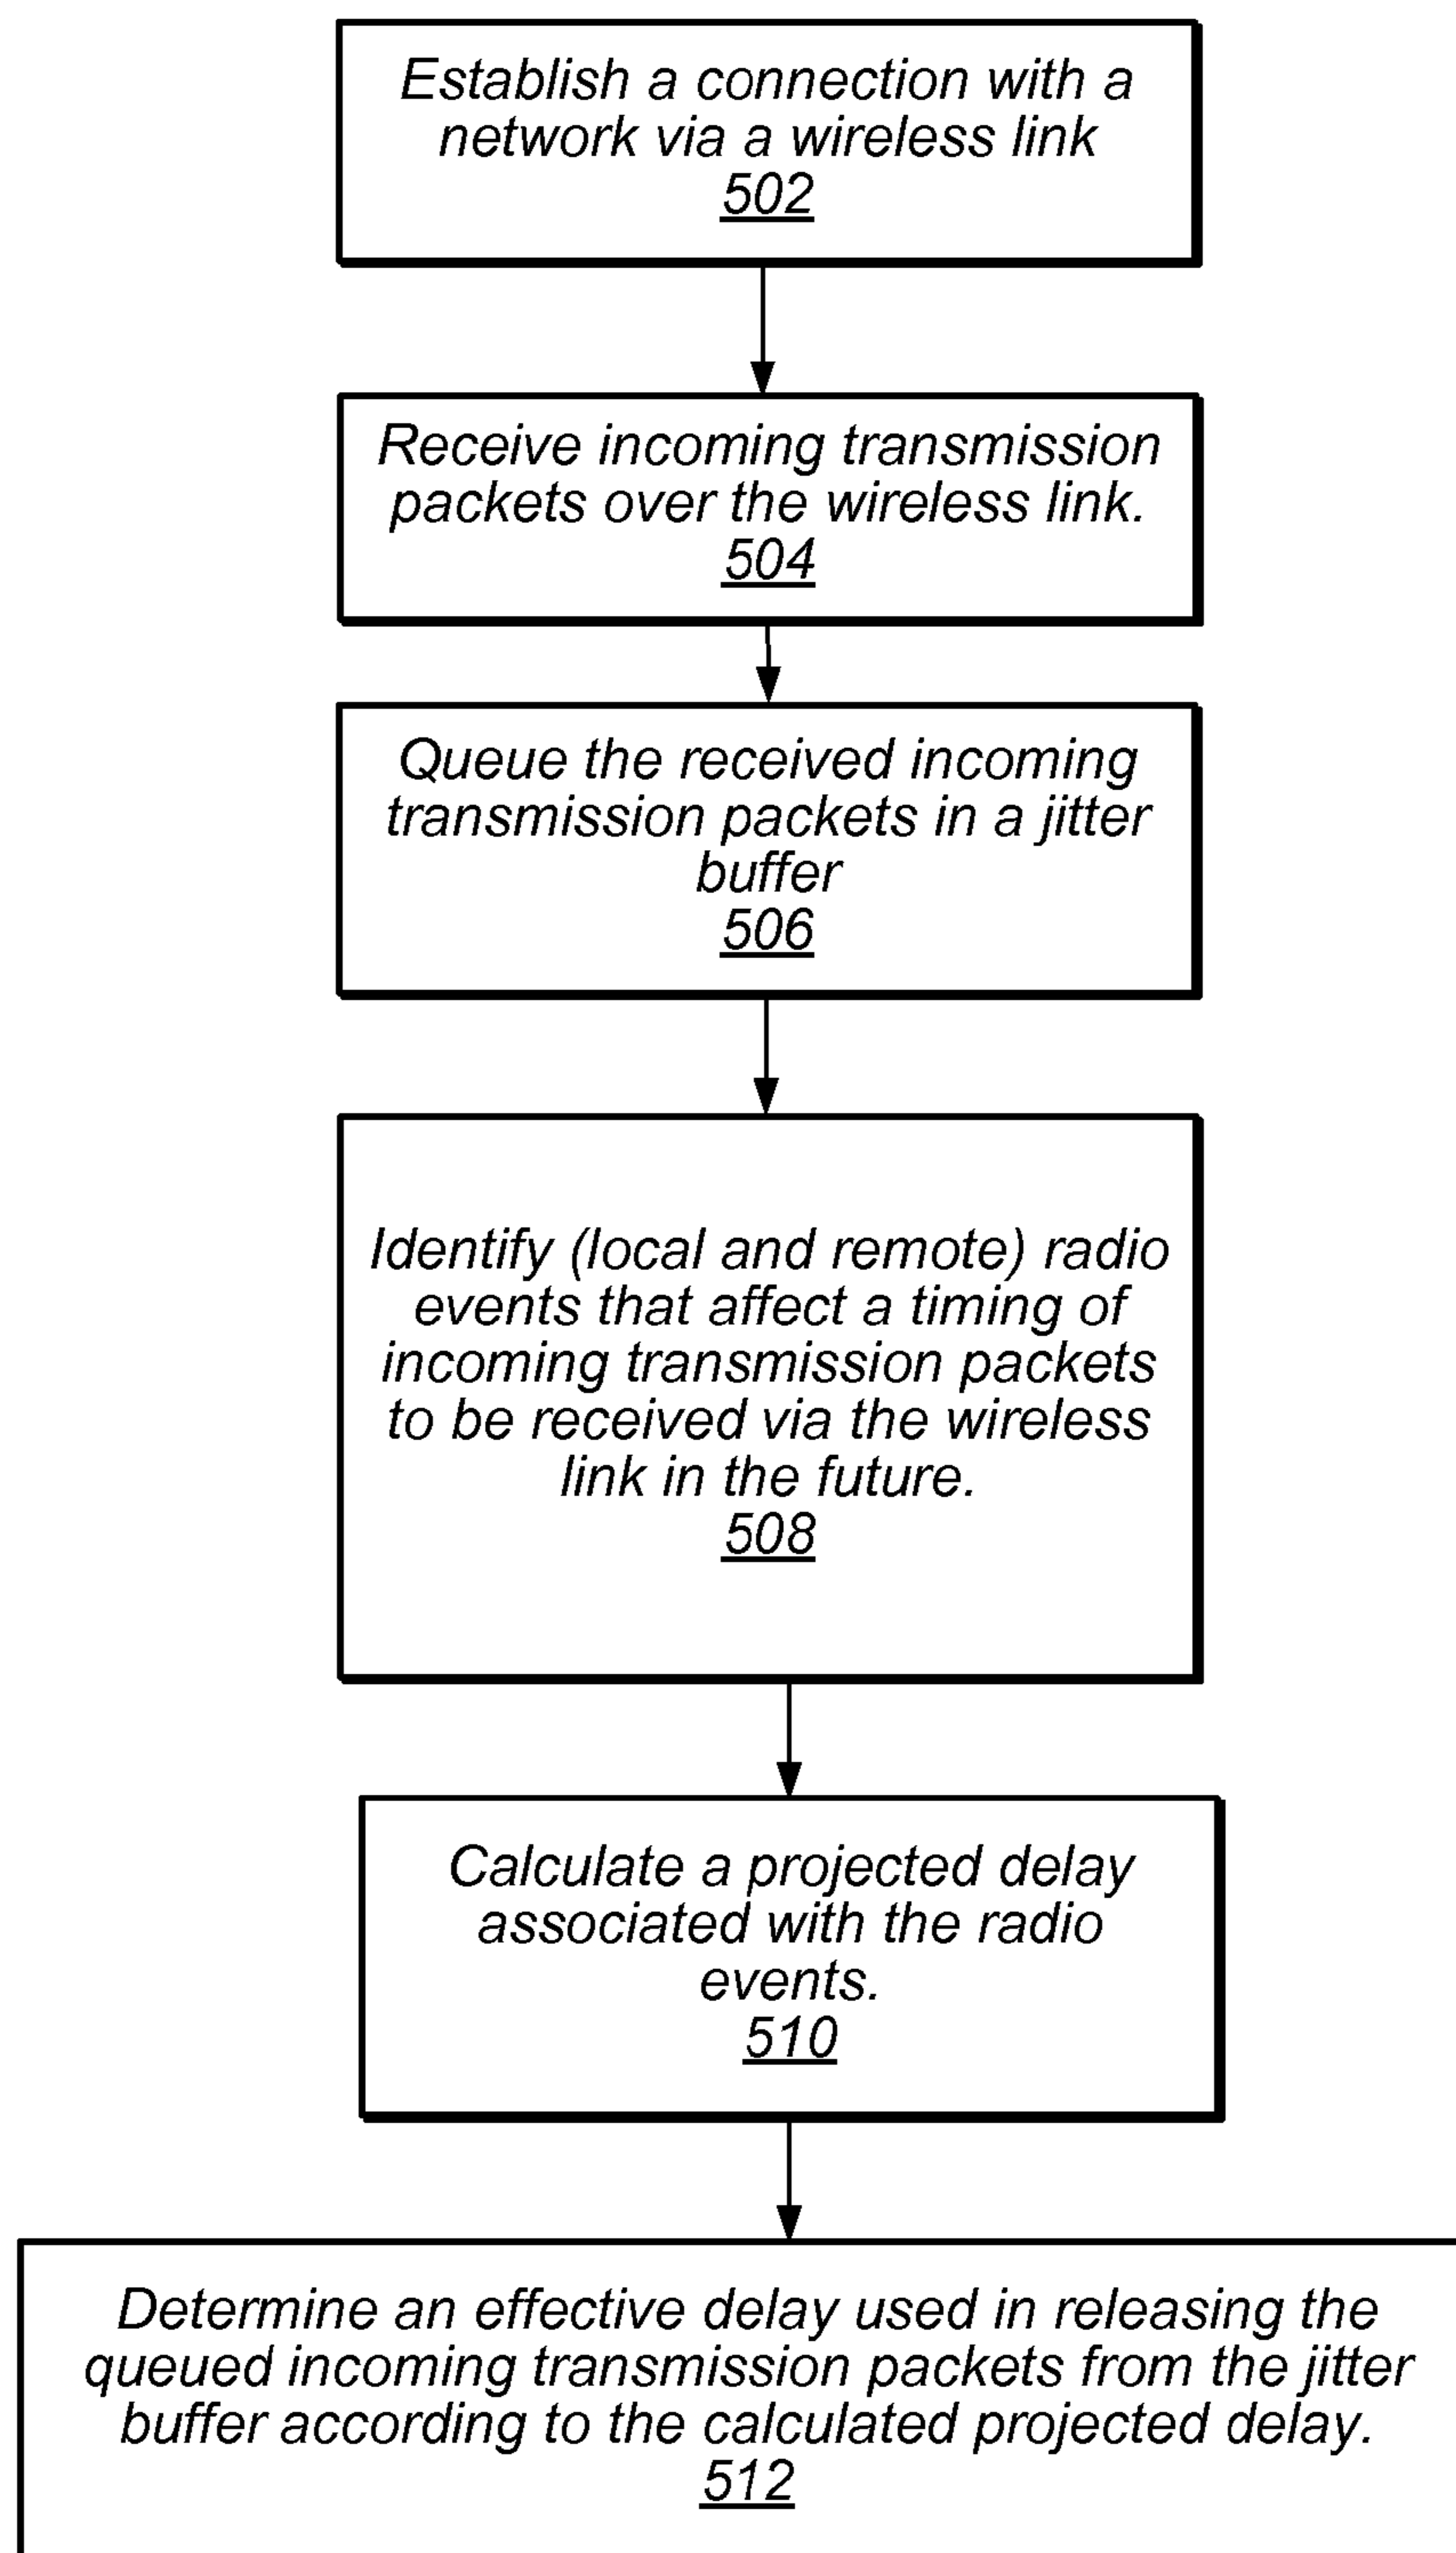 Establish a connection with a
network via a wireless link
502
Receive incoming transmission
packets over the wireless link.
504
Queue the received incoming
transmission packets in a jitter
buffer
506
Identify (local and remote) radio
events that affect a timing of
incoming transmission packets
to be received via the wireless
link in the future.
508
Calculate a projected delay
associated with the radio
events.
510
Determine an effective delay used in releasing the
queued incoming transmission packets from the jitter
buffer according to the calculated projected delay.
512